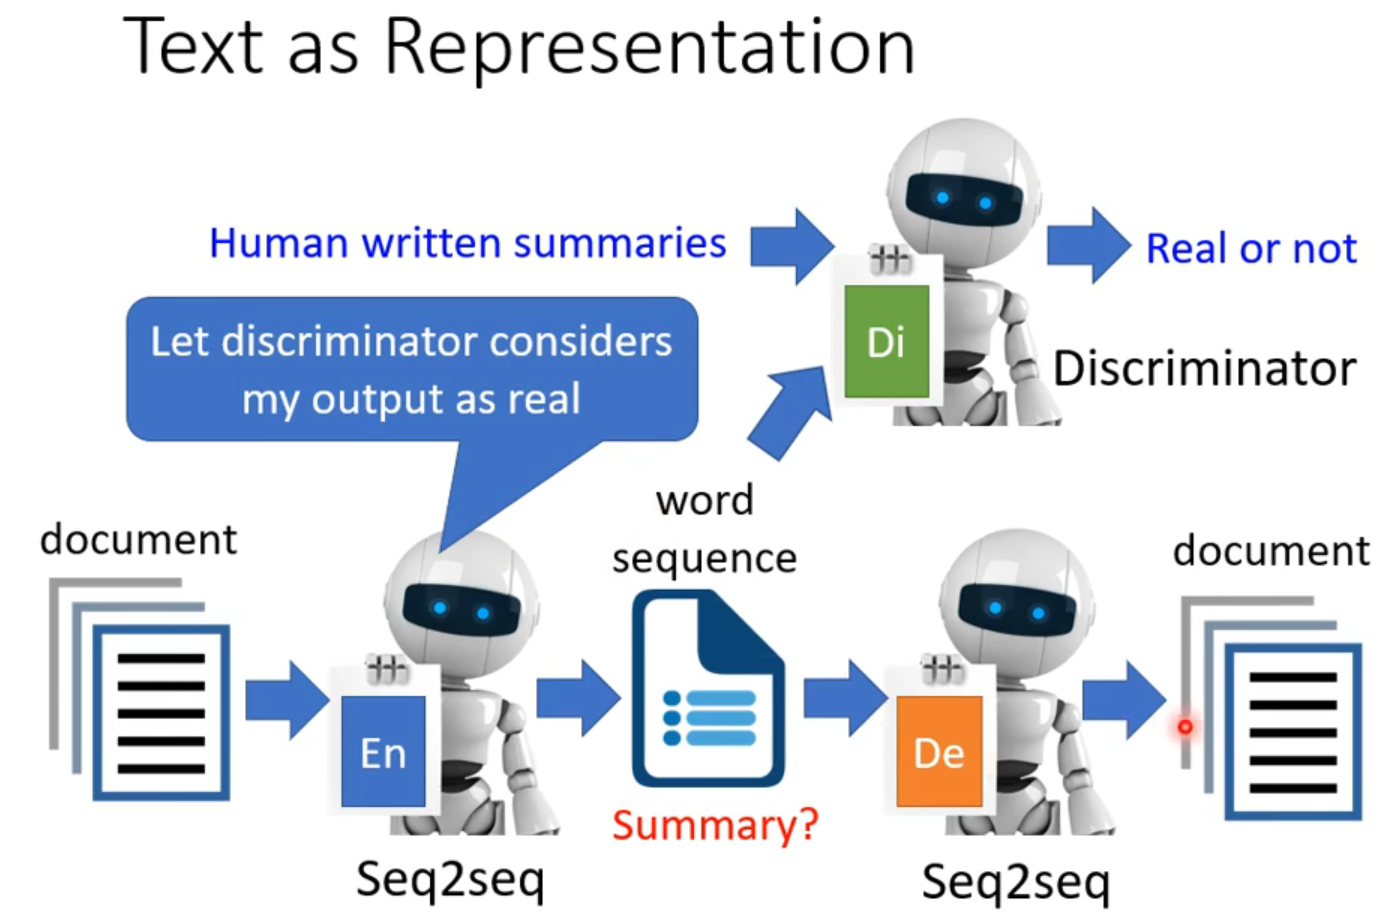 Text as Representation
Human written summaries
Real or not
Let discriminator considers
my output as real
Di
Discriminator
document
word
sequence
document
En
De
Summary?
Seq2seq
Seq2seq